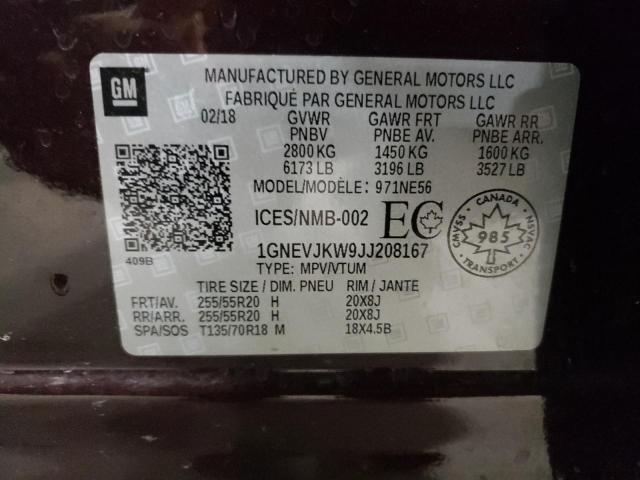 GM
MANUFACTURED BY GENERAL MOTORS LLC
FABRIQUÉ PAR GENERAL MOTORS LLC
02/18 GVWR GAWR FRT GAWR RR
PNBV PNBE AV. PNBE ARR.
2800 KG 1450 KG 1600 KG
6173 LB 3196 LB 3527 LB
MODEL/MODÈLE: 971NE56
ICES/NMB-002 EC
CANADA
CMVSS 985 NSVAC
TRANSPORT
409B
1GNEVJKW9JJ208167
TYPE: MPV/VTUM
TIRE SIZE / DIM. PNEU RIM / JANTE
FRT/AV. 255/55R20 H 20X8J
RR/ARR. 255/55R20 H 20X8J
SPA/SOS T135/70R18 M 18X4.5B